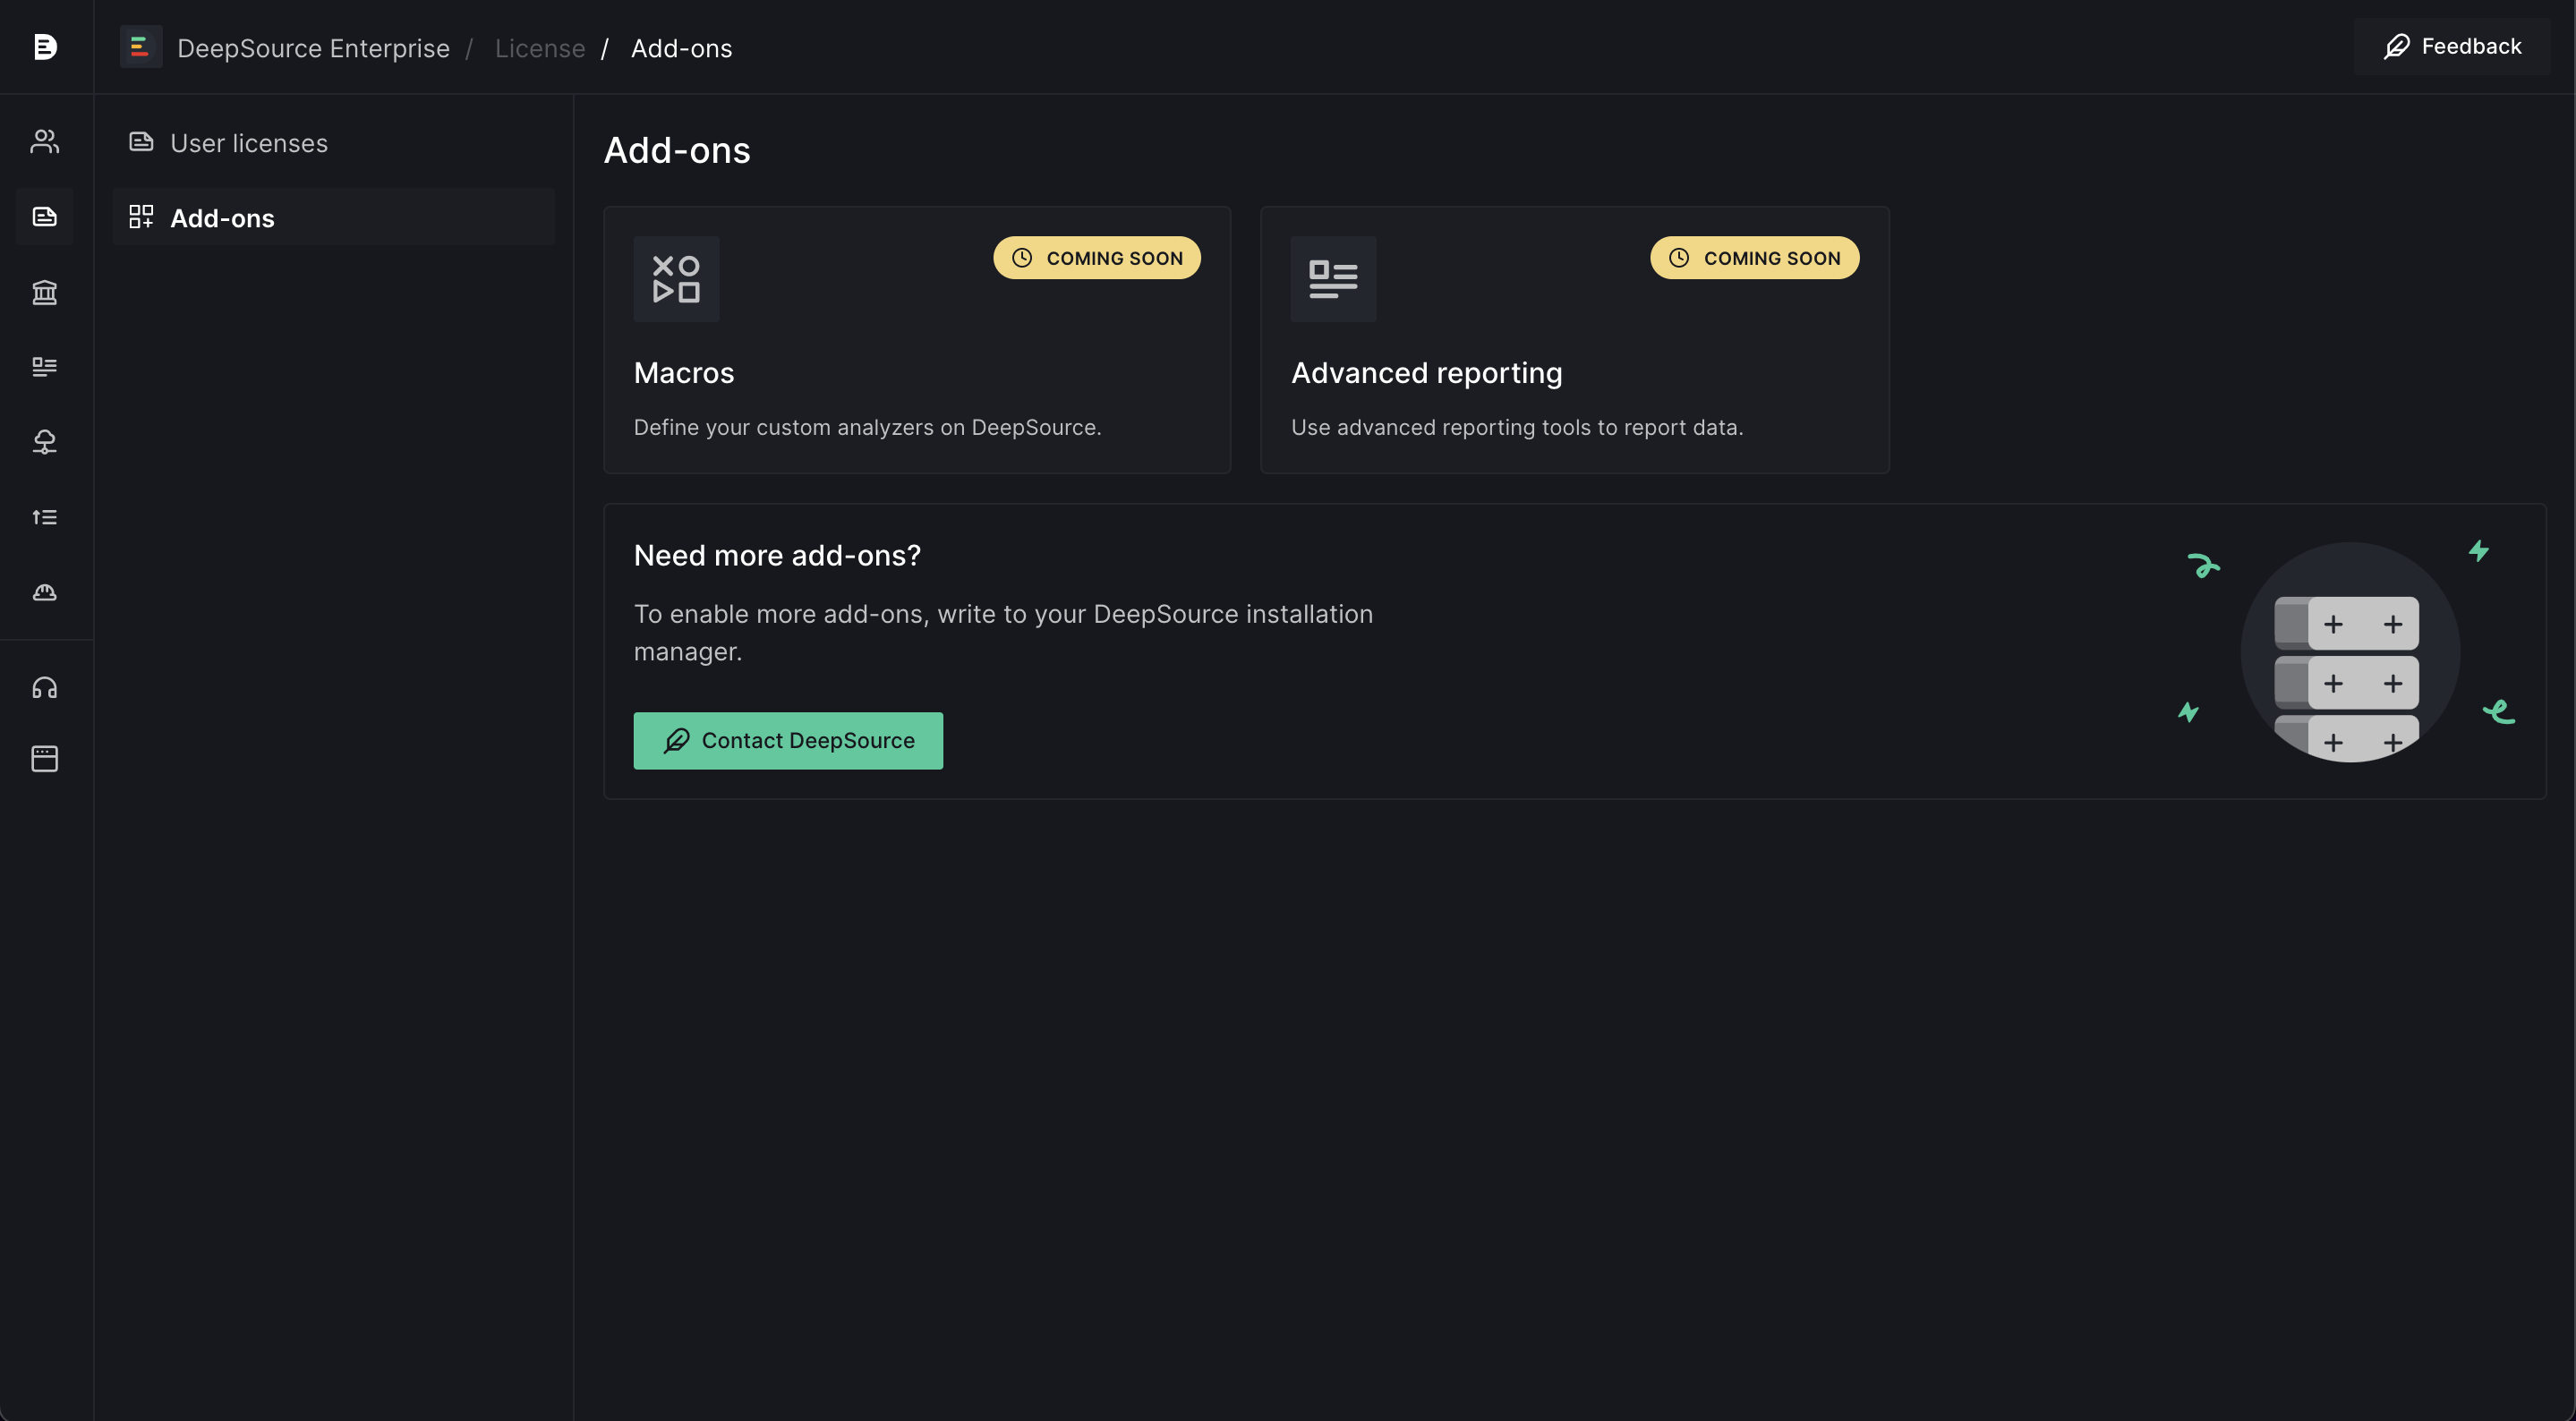 DeepSource Enterprise / License / Add-ons
Feedback
User licenses
Add-ons
Add-ons
COMING SOON
Macros
Define your custom analyzers on DeepSource.
COMING SOON
Advanced reporting
Use advanced reporting tools to report data.
Need more add-ons?
To enable more add-ons, write to your DeepSource installation
manager.
Contact DeepSource